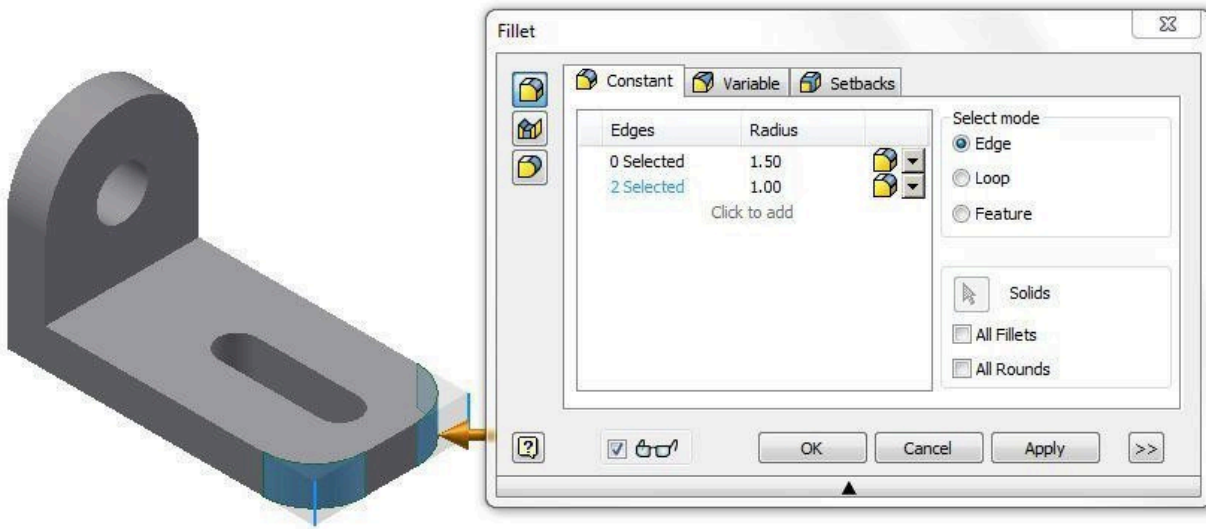 Fillet
Constant Variable Setbacks
Edges Radius
0 Selected 1.50
2 Selected 1.00
Click to add
Select mode
Edge
Loop
Feature
Solids
All Fillets
All Rounds
?
OK Cancel Apply >>